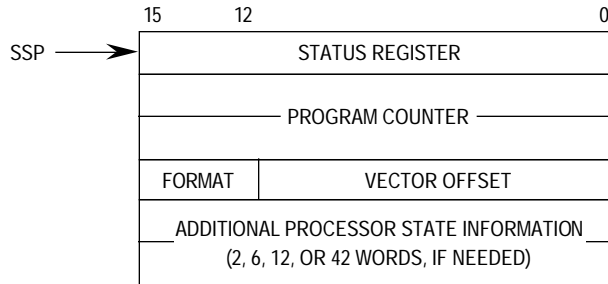 15 12 0
SSP STATUS REGISTER
PROGRAM COUNTER
FORMAT VECTOR OFFSET
ADDITIONAL PROCESSOR STATE INFORMATION
(2, 6, 12, OR 42 WORDS, IF NEEDED)